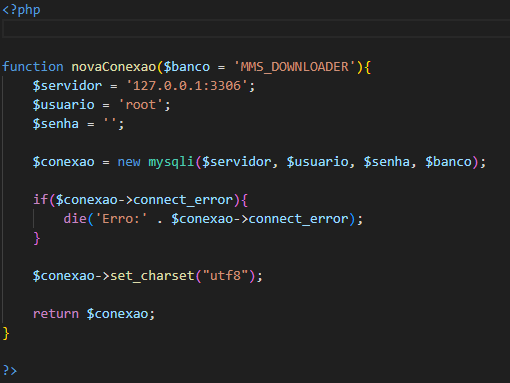 <?php
function novaConexao($banco = 'MMS_DOWNLOADER'){
$servidor = '127.0.0.1:3306';
$usuario = 'root';
$senha = '';
$conexao = new mysqli($servidor, $usuario, $senha, $banco);
if($conexao->connect_error){
die('Erro:' . $conexao->connect_error);
}
$conexao->set_charset("utf8");
return $conexao;
}
?>